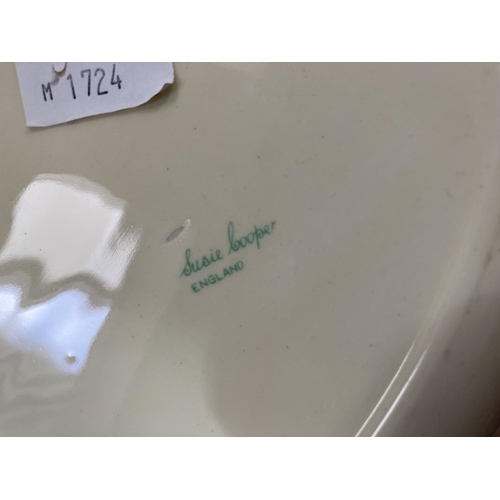 M 1724
Susie Cooper
ENGLAND